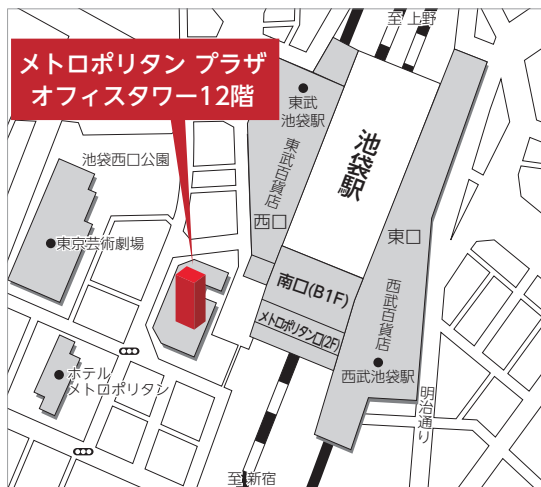 至 上野
メトロポリタン プラザ
オフィスタワー12階
東武
池袋駅
池袋西口公園
東武百貨店
池袋駅
西口
東口
東京芸術劇場
南口(B1F)
西武百貨店
メトロポリタン口(2F)
西武池袋駅
ホテル
メトロポリタン
明治通り
至 新宿